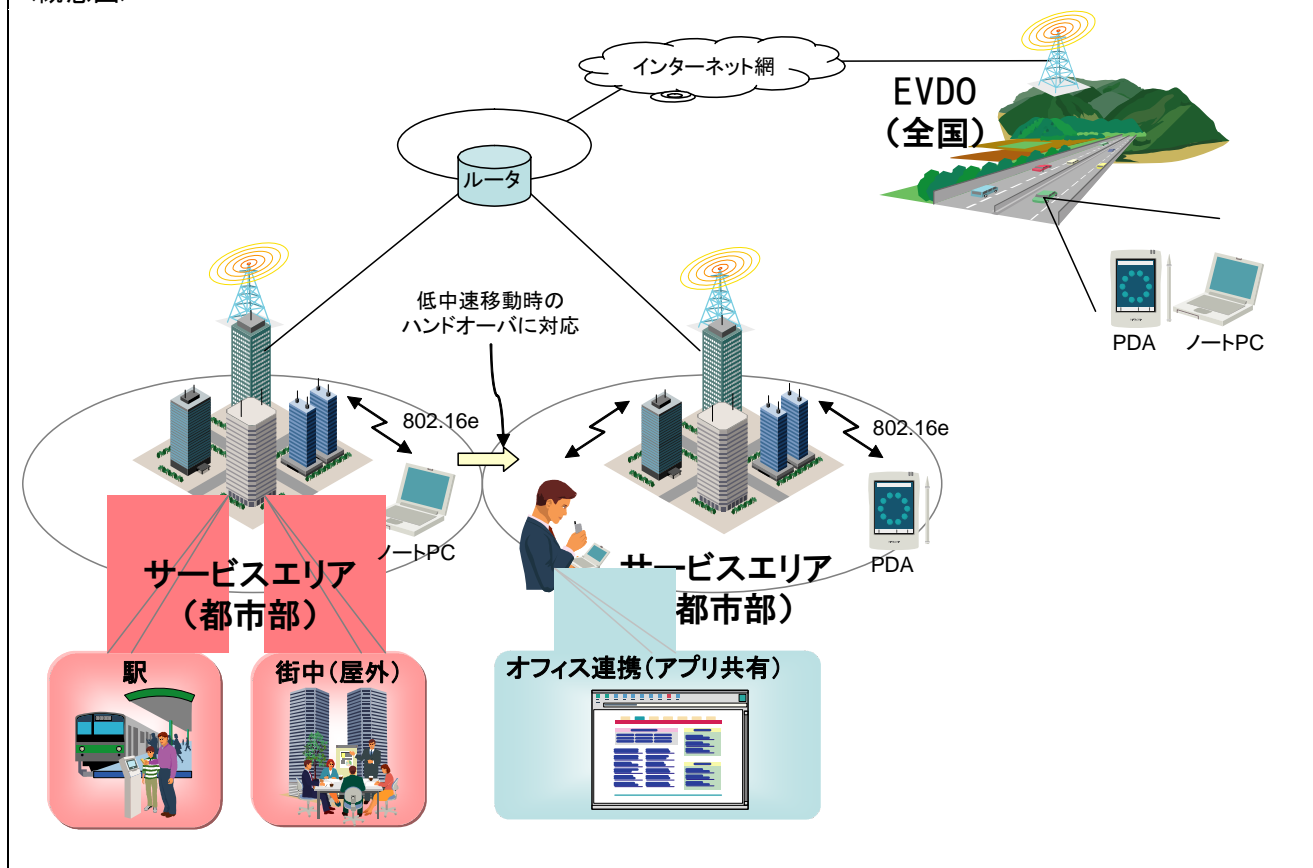 インターネット網
EVDO
（全国）
ルータ
PDA
ノートPC
低中速移動時の
ハンドオーバに対応
802.16e
802.16e
ノートPC
PDA
サービスエリア
（都市部）
サービスエリア
都市部）
駅
街中（屋外）
オフィス連携（アプリ共有）